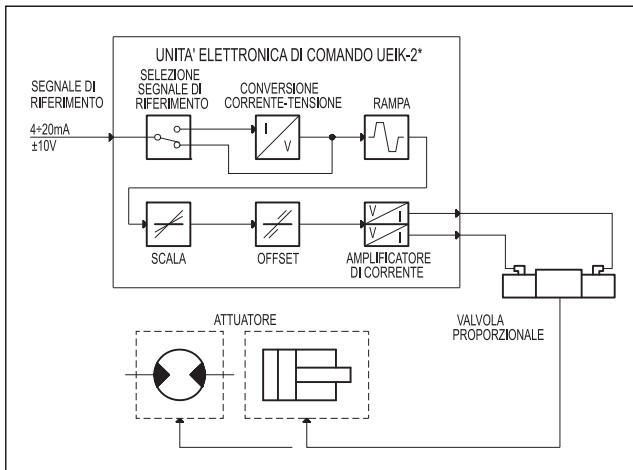 UNITA' ELETTRONICA DI COMANDO UEIK-2*
SEGNALE DI
RIFERIMENTO
4÷20mA
±10V
SELEZIONE
SEGNALE DI
RIFERIMENTO
CONVERSIONE
CORRENTE-TENSIONE
RAMPA
I
V
V
I
V
I
SCALA
OFFSET
AMPLIFICATORE
DI CORRENTE
ATTUATORE
VALVOLA
PROPORZIONALE